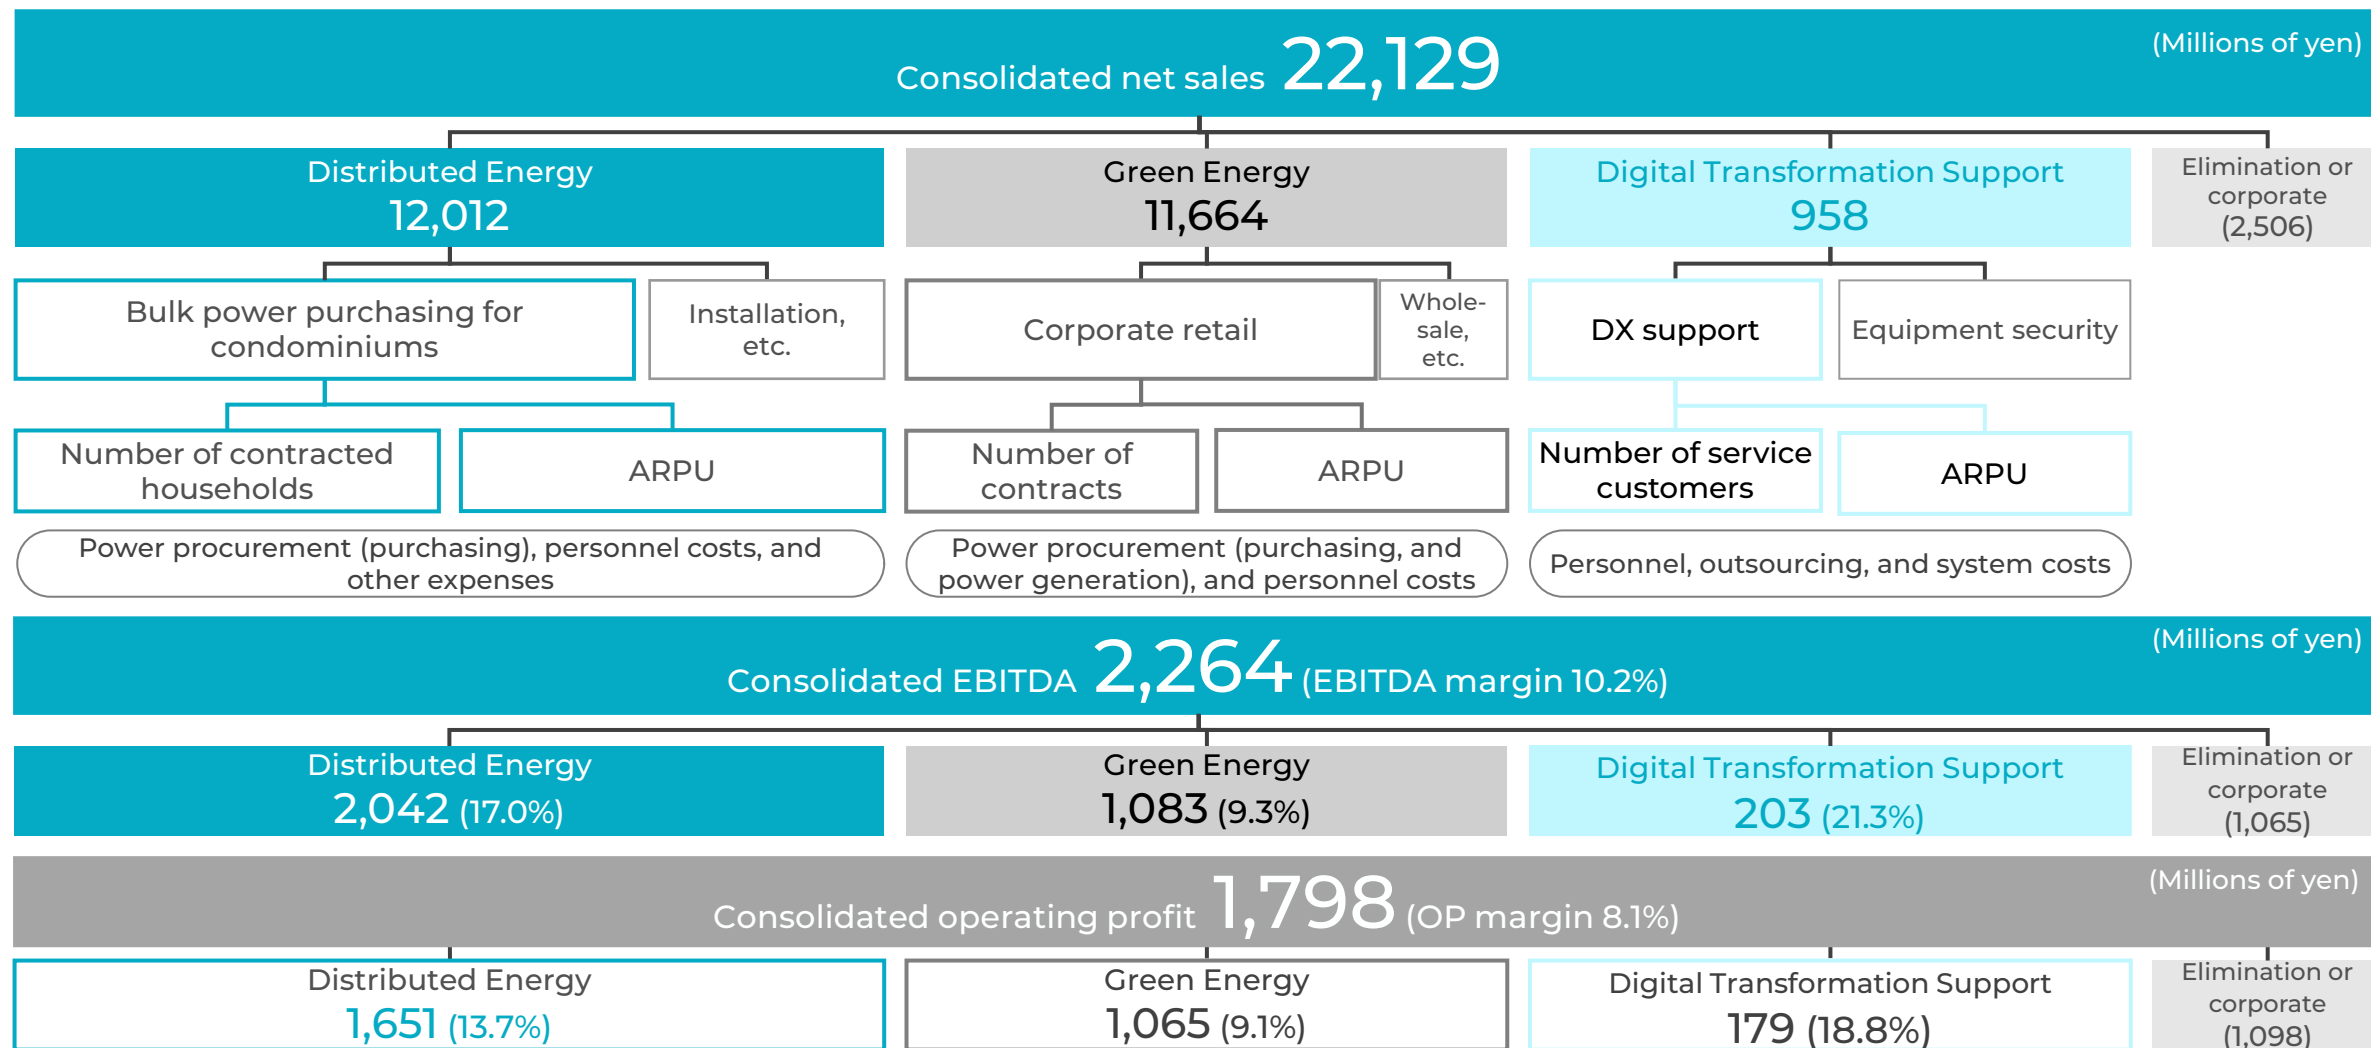 (Millions of yen)
Consolidated net sales 22,129
Distributed Energy
12,012
Green Energy
11,664
Digital Transformation Support
958
Elimination or
corporate
(2,506)
Bulk power purchasing for
condominiums
Installation,
etc.
Corporate retail
Whole-
sale,
etc.
DX support
Equipment security
Number of contracted
households
ARPU
Number of
contracts
ARPU
Number of service
customers
ARPU
Power procurement (purchasing), personnel costs, and
other expenses
Power procurement (purchasing, and
power generation), and personnel costs
Personnel, outsourcing, and system costs
(Millions of yen)
Consolidated EBITDA 2,264 (EBITDA margin 10.2%)
Distributed Energy
2,042 (17.0%)
Green Energy
1,083 (9.3%)
Digital Transformation Support
203 (21.3%)
Elimination or
corporate
(1,065)
(Millions of yen)
Consolidated operating profit 1,798 (OP margin 8.1%)
Distributed Energy
1,651 (13.7%)
Green Energy
1,065 (9.1%)
Digital Transformation Support
179 (18.8%)
Elimination or
corporate
(1,098)